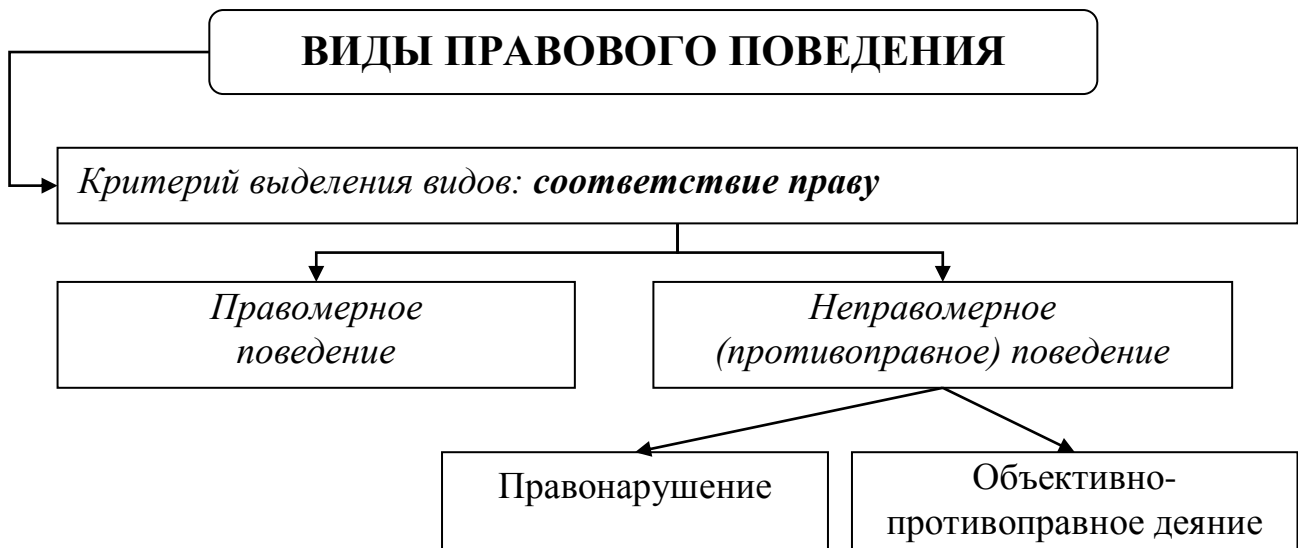 ВИДЫ ПРАВОВОГО ПОВЕДЕНИЯ
Критерий выделения видов: соответствие праву
Правомерное
поведение
Неправомерное
(противоправное) поведение
Правонарушение
Объективно-
противоправное деяние